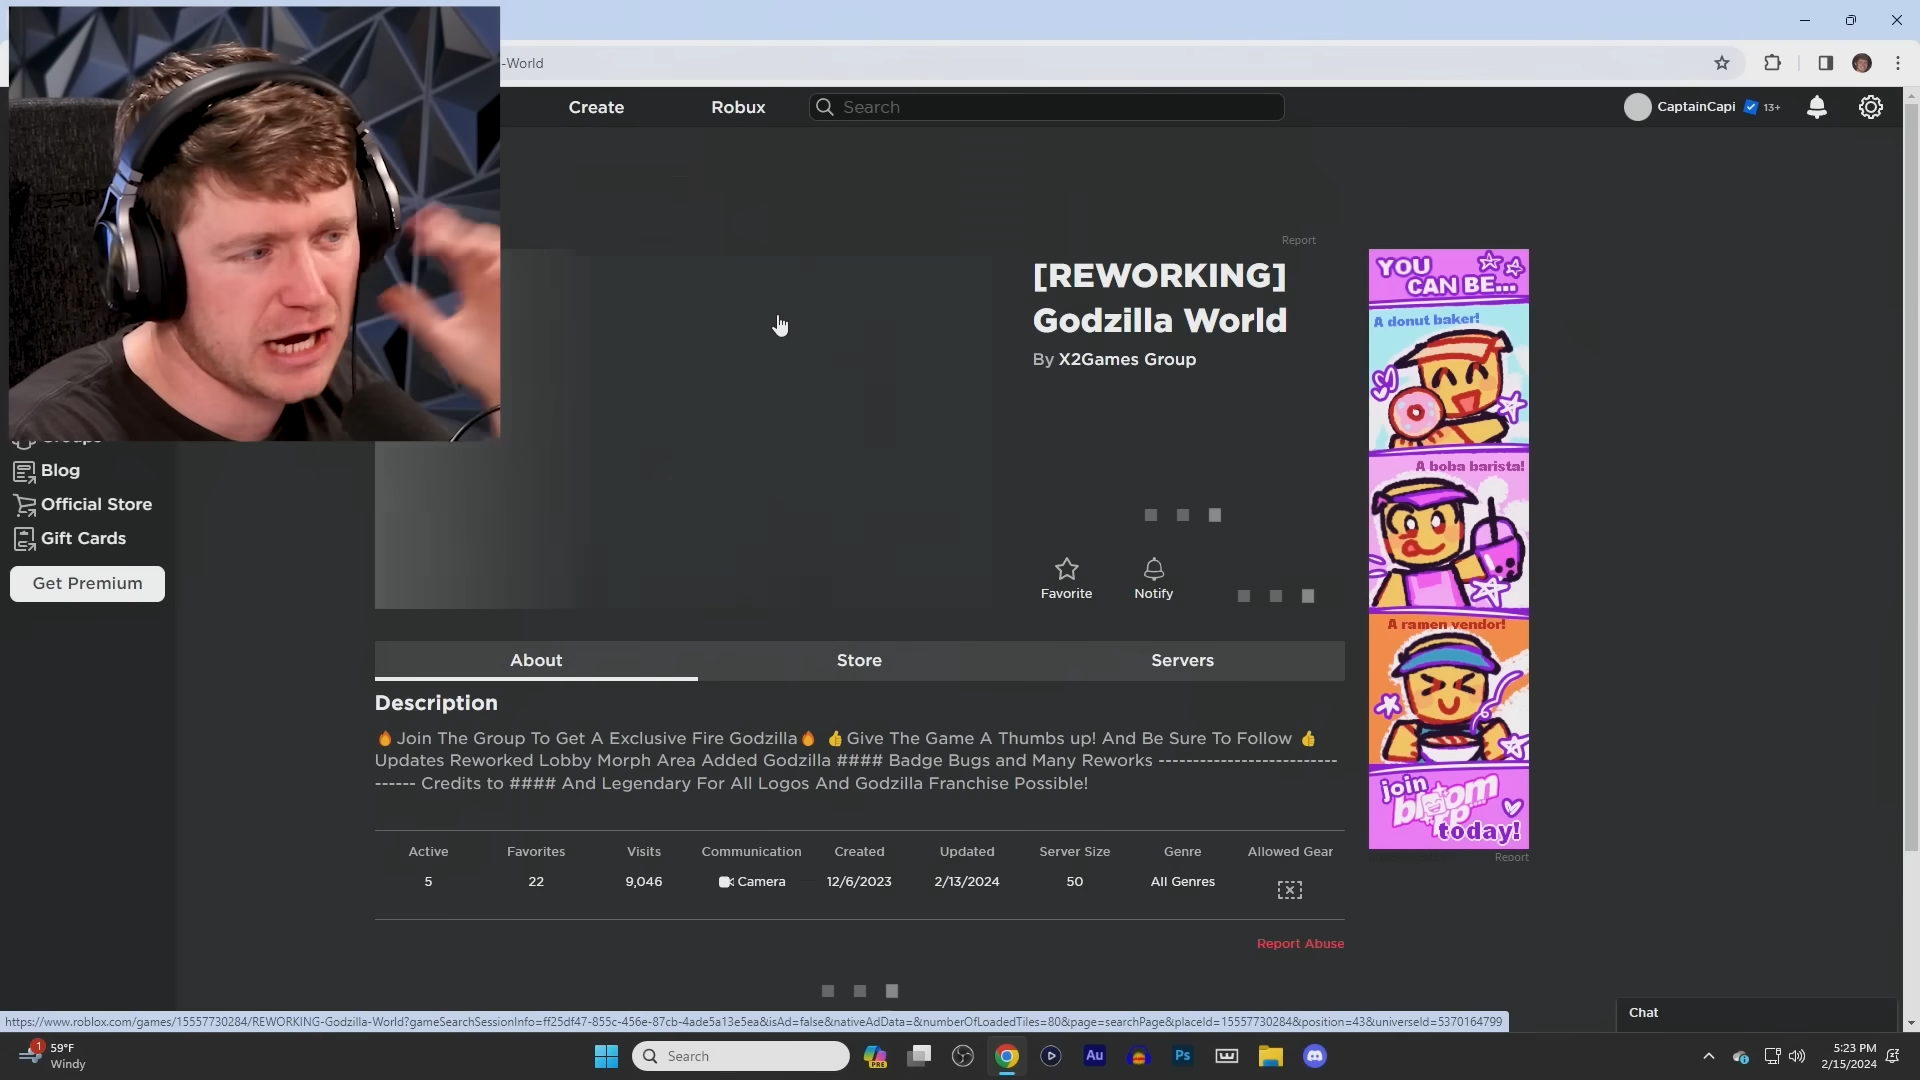 -World
Create
Robux
Search
CaptainCapi
13+
Report
[REWORKING]
Godzilla World
By X2Games Group
YOU
CAN BE...
A donut baker!
A boba barista!
A ramen vendor!
join
bloom
rp
today!
Report
Groups
Blog
Official Store
Gift Cards
Get Premium
Favorite
Notify
About
Store
Servers
Description
🔥Join The Group To Get A Exclusive Fire Godzilla🔥 👍Give The Game A Thumbs up! And Be Sure To Follow 👍
Updates Reworked Lobby Morph Area Added Godzilla #### Badge Bugs and Many Reworks --------------------------
------ Credits to #### And Legendary For All Logos And Godzilla Franchise Possible!
Active
Favorites
Visits
Communication
Created
Updated
Server Size
Genre
Allowed Gear
5
22
9,046
Camera
12/6/2023
2/13/2024
50
All Genres
Report Abuse
Chat
https://www.roblox.com/games/15557730284/REWORKING-Godzilla-World?gameSearchSessionInfo=ff25df47-855c-456e-87cb-4ade5a13e5ea&isAd=false&nativeAdData=&numberOfLoadedTiles=80&page=searchPage&placeId=15557730284&position=43&universeId=5370164799
1
59°F
Windy
Search
PRE
Au
Ps
5:23 PM
2/15/2024